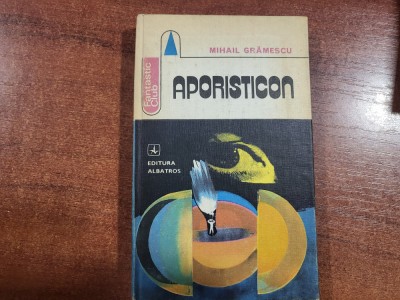 MIHAIL GRĂMESCU
Fantastic
Club
APORISTICON
EDITURA
ALBATROS